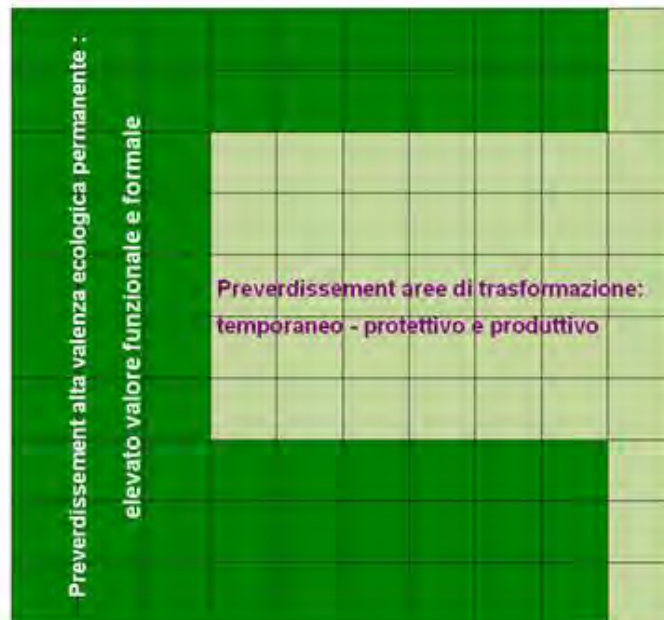 Preverdissement alta valenza ecologica permanente :
elevato valore funzionale e formale
Preverdissement aree di trasformazione:
temporaneo - protettivo e produttivo